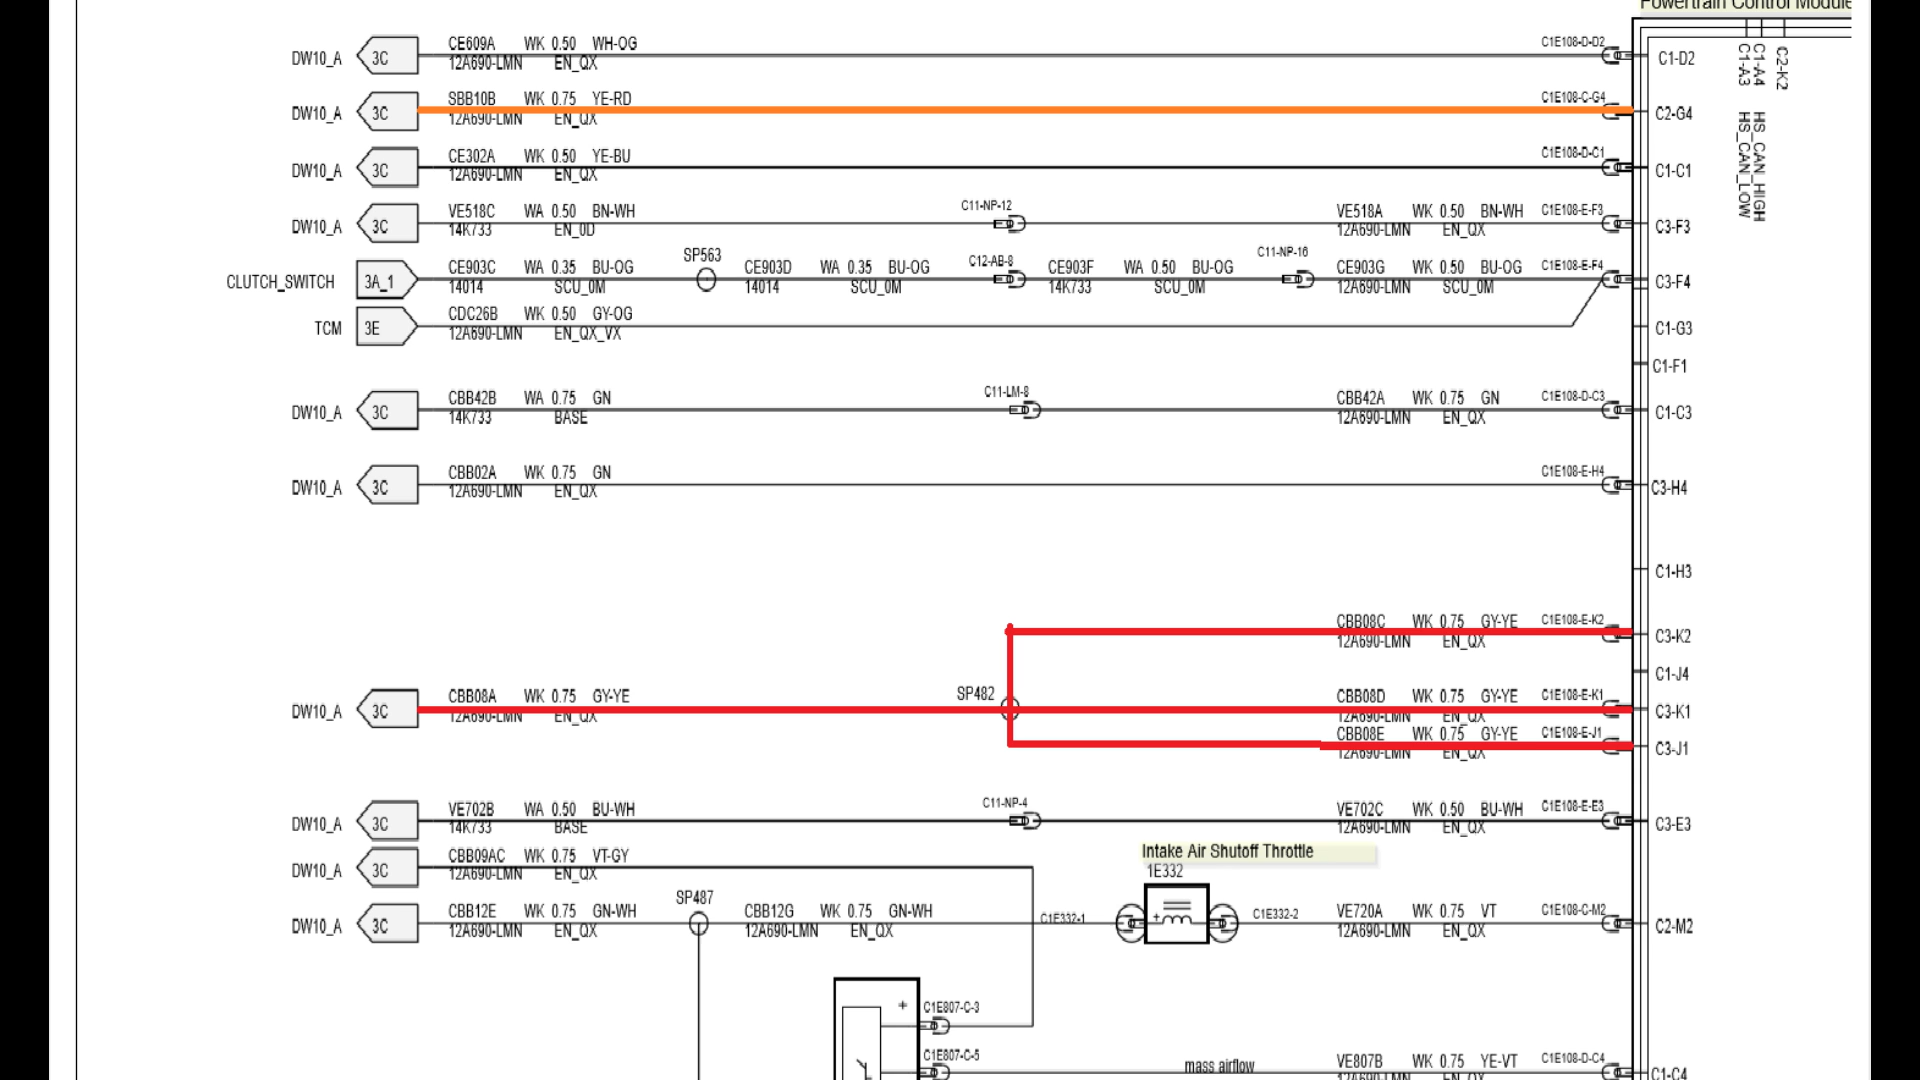 Powertrain Control Module
DW10_A 3C CE609A WK 0.50 WH-OG C1E108-D-D2 C1-D2
12A690-LMN EN_QX
C1-A3 HS_CAN_LOW
C1-A4 HS_CAN_HIGH
C2-K2
DW10_A 3C SBB10B WK 0.75 YE-RD C1E108-C-G4 C2-G4
12A690-LMN EN_QX
DW10_A 3C CE302A WK 0.50 YE-BU C1E108-D-C1 C1-C1
12A690-LMN EN_QX
DW10_A 3C VE518C WA 0.50 BN-WH C11-NP-12 VE518A WK 0.50 BN-WH C1E108-E-F3 C3-F3
14K733 EN_0D 12A690-LMN EN_QX
CLUTCH_SWITCH 3A_1 CE903C WA 0.35 BU-OG SP563 CE903D WA 0.35 BU-OG C12-AB-8 CE903F WA 0.50 BU-OG C11-NP-16 CE903G WK 0.50 BU-OG C1E108-E-F4 C3-F4
14014 SCU_0M 14014 SCU_0M 14K733 SCU_0M 12A690-LMN SCU_0M
TCM 3E CDC26B WK 0.50 GY-OG C1-G3
12A690-LMN EN_QX_VX
C1-F1
DW10_A 3C CBB42B WA 0.75 GN C11-LM-8 CBB42A WK 0.75 GN C1E108-D-C3 C1-C3
14K733 BASE 12A690-LMN EN_QX
DW10_A 3C CBB02A WK 0.75 GN C1E108-E-H4 C3-H4
12A690-LMN EN_QX
C1-H3
CBB08C WK 0.75 GY-YE C1E108-E-K2 C3-K2
12A690-LMN EN_QX
C1-J4
DW10_A 3C CBB08A WK 0.75 GY-YE SP482 CBB08D WK 0.75 GY-YE C1E108-E-K1 C3-K1
12A690-LMN EN_QX 12A690-LMN EN_QX
CBB08E WK 0.75 GY-YE C1E108-E-J1 C3-J1
12A690-LMN EN_QX
DW10_A 3C VE702B WA 0.50 BU-WH C11-NP-4 VE702C WK 0.50 BU-WH C1E108-E-E3 C3-E3
14K733 BASE 12A690-LMN EN_QX
DW10_A 3C CBB09AC WK 0.75 VT-GY
12A690-LMN EN_QX
Intake Air Shutoff Throttle
1E332
DW10_A 3C CBB12E WK 0.75 GN-WH SP487 CBB12G WK 0.75 GN-WH C1E332-1 + C1E332-2 VE720A WK 0.75 VT C1E108-C-M2 C2-M2
12A690-LMN EN_QX 12A690-LMN EN_QX 12A690-LMN EN_QX
+ C1E807-C-3
C1E807-C-5 mass airflow VE807B WK 0.75 YE-VT C1E108-D-C4 C1-C4
12A690-LMN EN_QX